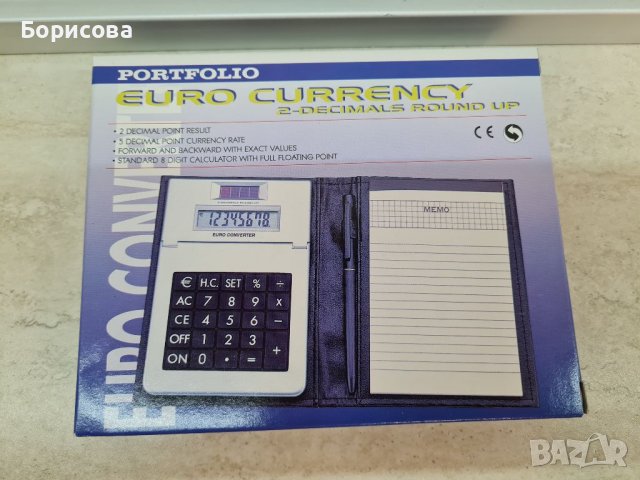 Борисова
PORTFOLIO
EURO CURRENCY
2-DECIMALS ROUND UP
• 2 DECIMAL POINT RESULT
• 5 DECIMAL POINT CURRENCY RATE
• FORWARD AND BACKWARD WITH EXACT VALUES
• STANDARD 8 DIGIT CALCULATOR WITH FULL FLOATING POINT
CE
EURO CONVERT
12345678.
EURO CONVERTER
€ H.C. SET % ÷
AC 7 8 9 x
CE 4 5 6 −
OFF 1 2 3 +
ON 0 • =
MEMO
BAZAR